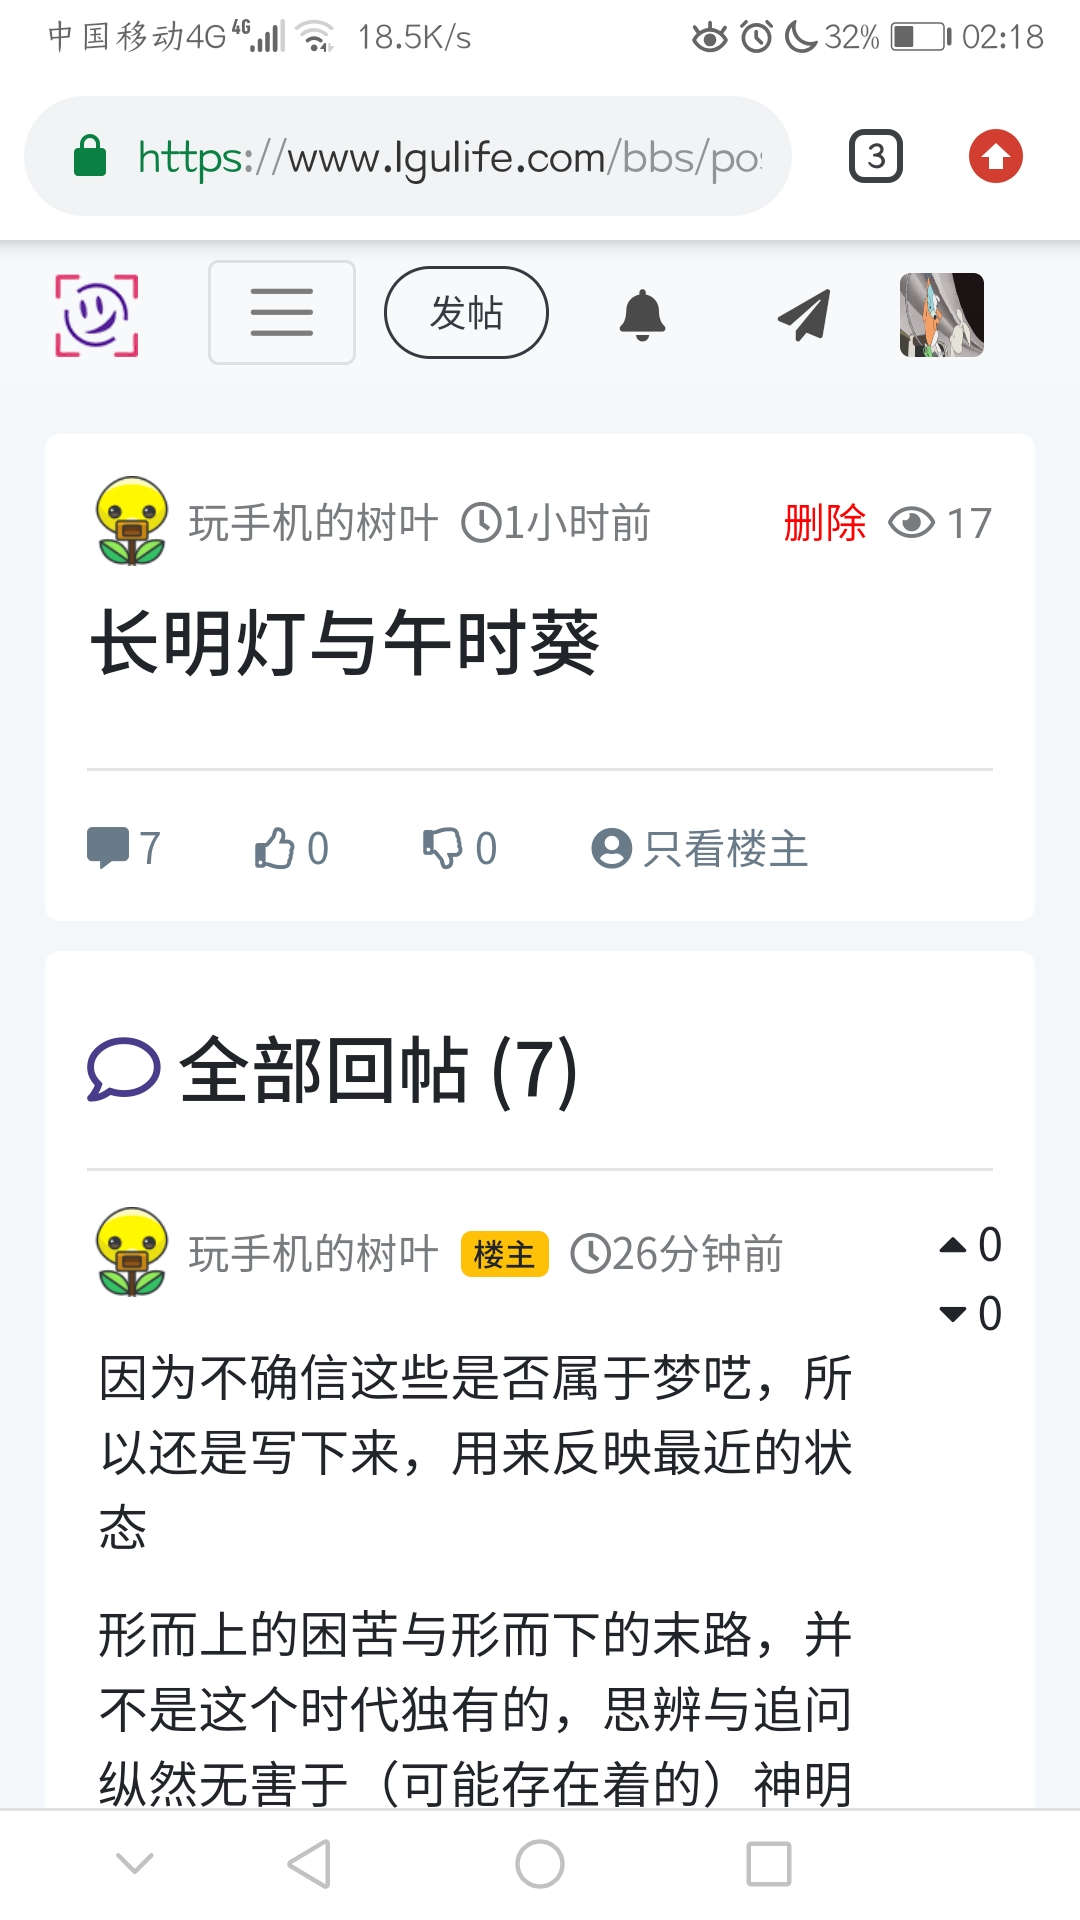 中国移动4G 4G 18.5K/s 32% 02:18
https://www.lgulife.com/bbs/pos 3
发帖
玩手机的树叶 1小时前 删除 17
长明灯与午时葵
7 0 0 只看楼主
全部回帖 (7)
玩手机的树叶 楼主 26分钟前 0
0
因为不确信这些是否属于梦呓，所
以还是写下来，用来反映最近的状
态
形而上的困苦与形而下的末路，并
不是这个时代独有的，思辨与追问
纵然无害于（可能存在着的）神明